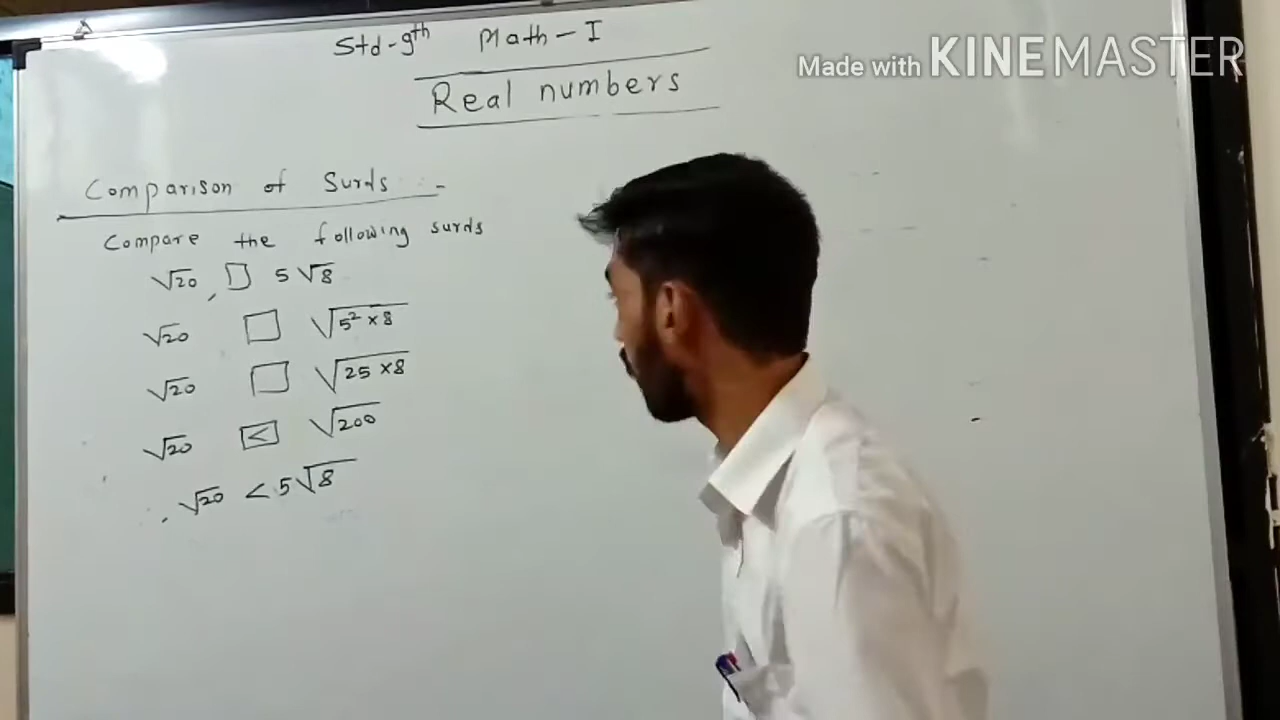 Std-9th Math-I
Made with KINEMASTER
Real numbers
Comparison of Surds :-
Compare the following surds
√20 , □ 5√8
√20 □ √5² × 8
√20 □ √25 × 8
√20 < √200
√20 < 5√8